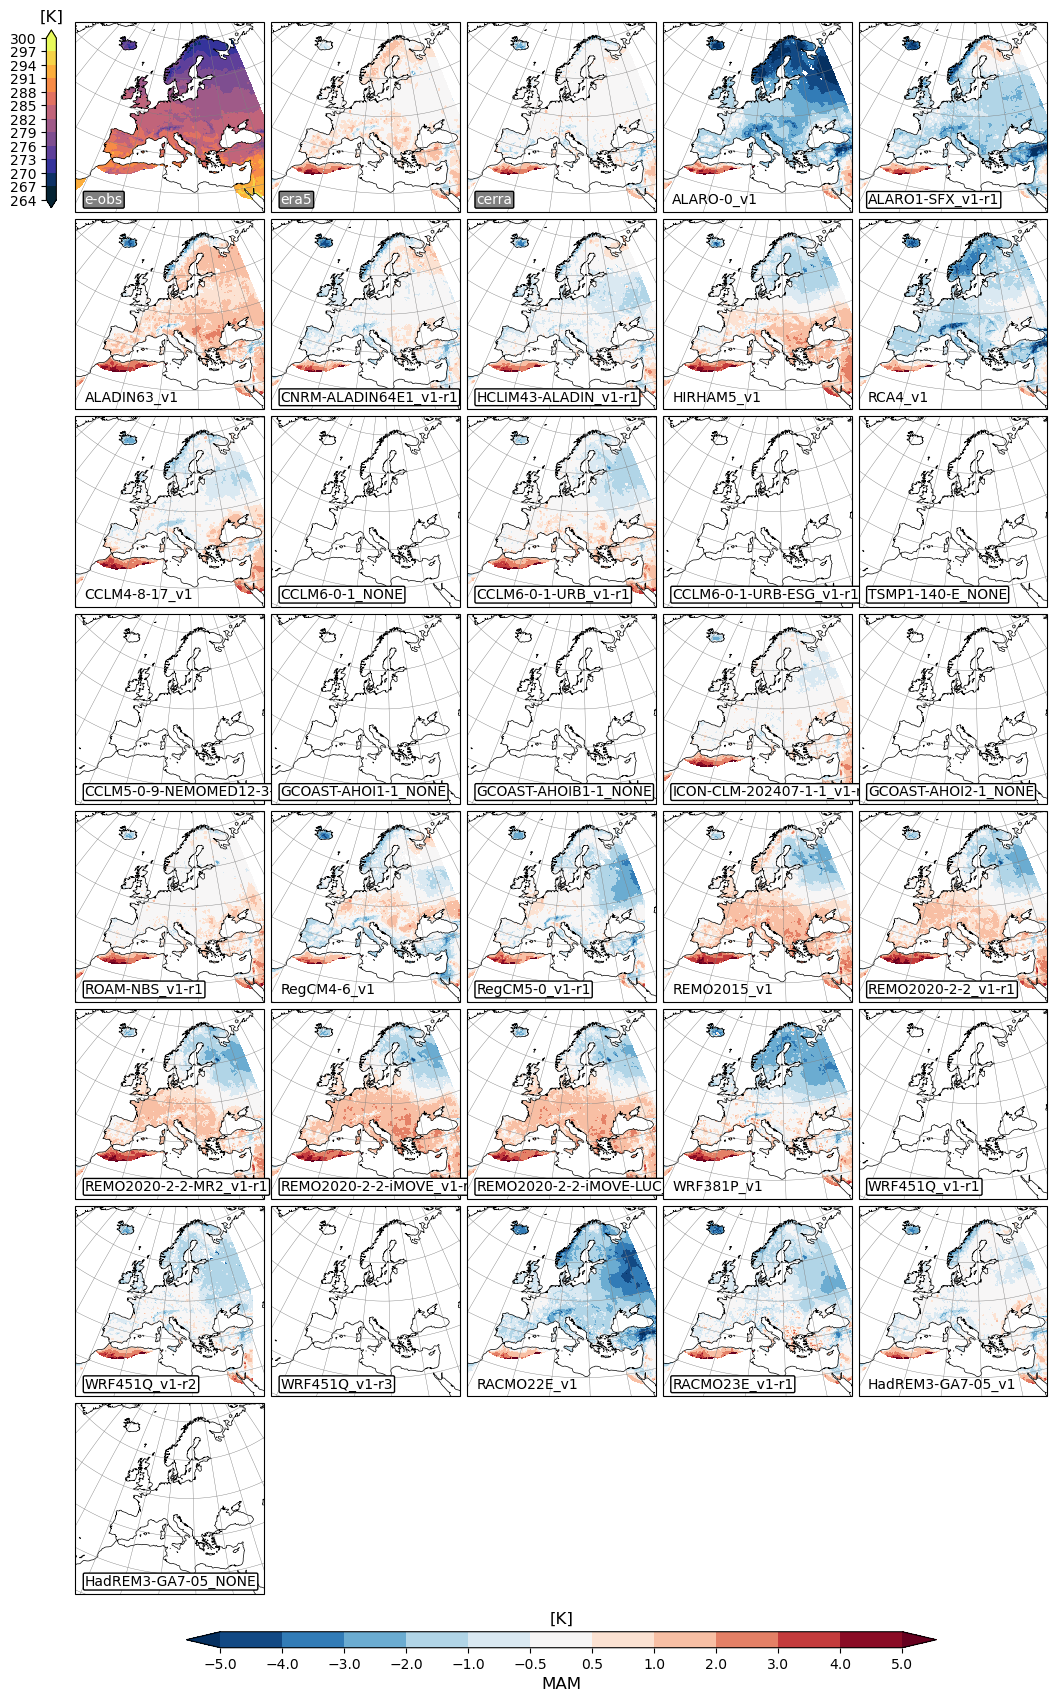 [K]
300
297
294
291
288
285
282
279
276
273
270
267
264
e-obs
era5
cerra
ALARO-0_v1
ALARO1-SFX_v1-r1
ALADIN63_v1
CNRM-ALADIN64E1_v1-r1
HCLIM43-ALADIN_v1-r1
HIRHAM5_v1
RCA4_v1
CCLM4-8-17_v1
CCLM6-0-1_NONE
CCLM6-0-1-URB_v1-r1
CCLM6-0-1-URB-ESG_v1-r1
TSMP1-140-E_NONE
CCLM5-0-9-NEMOMED12-3-
GCOAST-AHOI1-1_NONE
GCOAST-AHOIB1-1_NONE
ICON-CLM-202407-1-1_v1-r
GCOAST-AHOI2-1_NONE
ROAM-NBS_v1-r1
RegCM4-6_v1
RegCM5-0_v1-r1
REMO2015_v1
REMO2020-2-2_v1-r1
REMO2020-2-2-MR2_v1-r1
REMO2020-2-2-iMOVE_v1-r
REMO2020-2-2-iMOVE-LUC
WRF381P_v1
WRF451Q_v1-r1
WRF451Q_v1-r2
WRF451Q_v1-r3
RACMO22E_v1
RACMO23E_v1-r1
HadREM3-GA7-05_v1
HadREM3-GA7-05_NONE
[K]
−5.0 −4.0 −3.0 −2.0 −1.0 −0.5 0.5 1.0 2.0 3.0 4.0 5.0
MAM